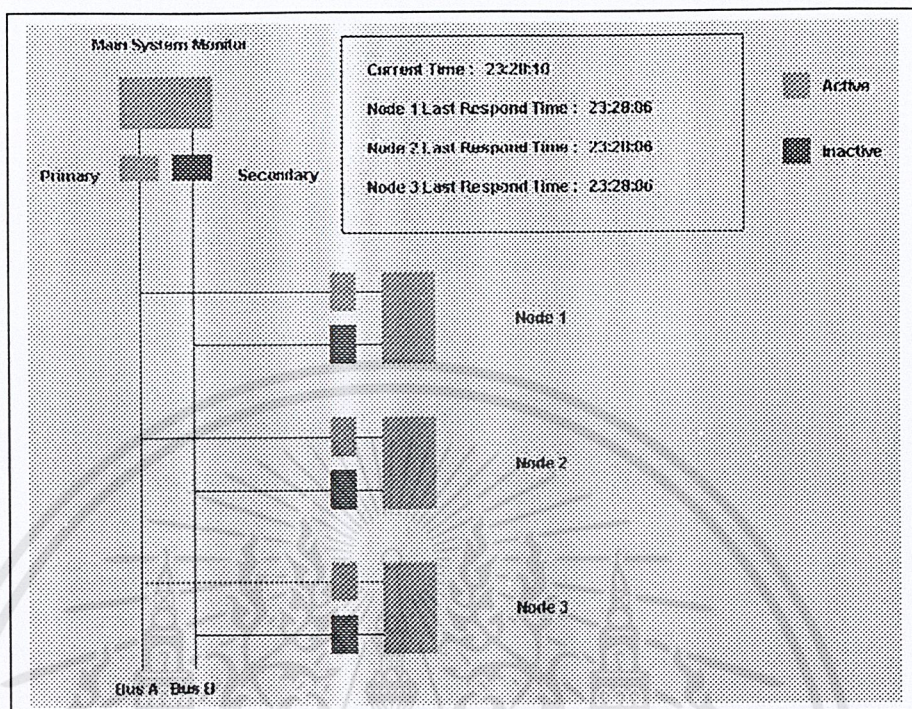 Main System Monitor
Current Time : 23:28:10
Node 1 Last Respond Time : 23:28:06
Node 2 Last Respond Time : 23:28:06
Node 3 Last Respond Time : 23:28:06
Active
Inactive
Primary
Secondary
Node 1
Node 2
Node 3
Bus A Bus B